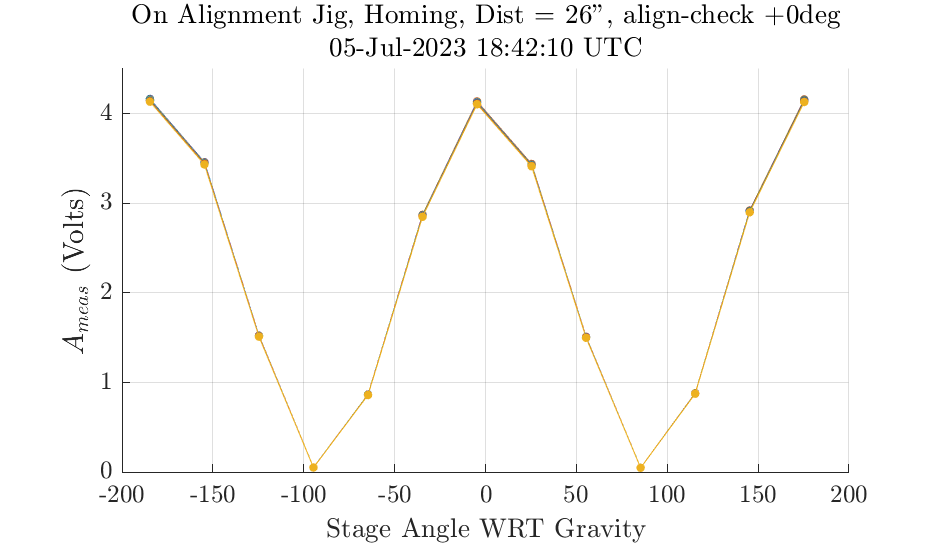 On Alignment Jig, Homing, Dist = 26”, align-check +0deg
05-Jul-2023 18:42:10 UTC
A_meas (Volts)
4
3
2
1
0
-200 -150 -100 -50 0 50 100 150 200
Stage Angle WRT Gravity